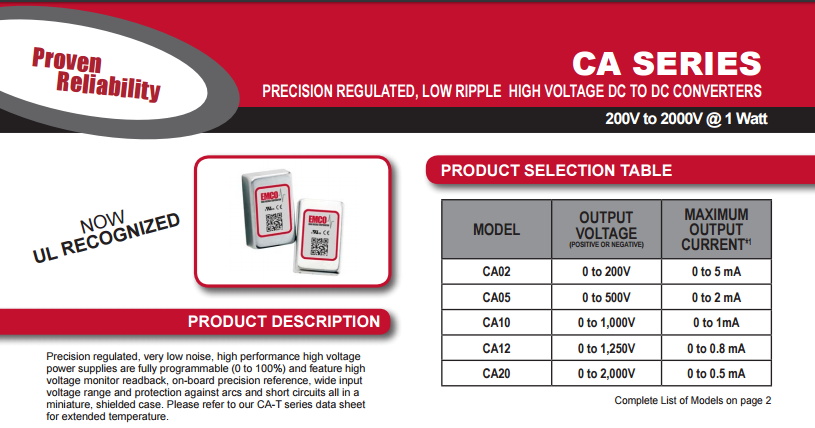 Proven
Reliability
CA SERIES
PRECISION REGULATED, LOW RIPPLE HIGH VOLTAGE DC TO DC CONVERTERS
200V to 2000V @ 1 Watt
NOW
UL RECOGNIZED
EMCO
EMCO
PRODUCT SELECTION TABLE
MODEL OUTPUT VOLTAGE (POSITIVE OR NEGATIVE) MAXIMUM OUTPUT CURRENT*1
CA02 0 to 200V 0 to 5 mA
CA05 0 to 500V 0 to 2 mA
CA10 0 to 1,000V 0 to 1mA
CA12 0 to 1,250V 0 to 0.8 mA
CA20 0 to 2,000V 0 to 0.5 mA
Complete List of Models on page 2
PRODUCT DESCRIPTION
Precision regulated, very low noise, high performance high voltage
power supplies are fully programmable (0 to 100%) and feature high
voltage monitor readback, on-board precision reference, wide input
voltage range and protection against arcs and short circuits all in a
miniature, shielded case. Please refer to our CA-T series data sheet
for extended temperature.